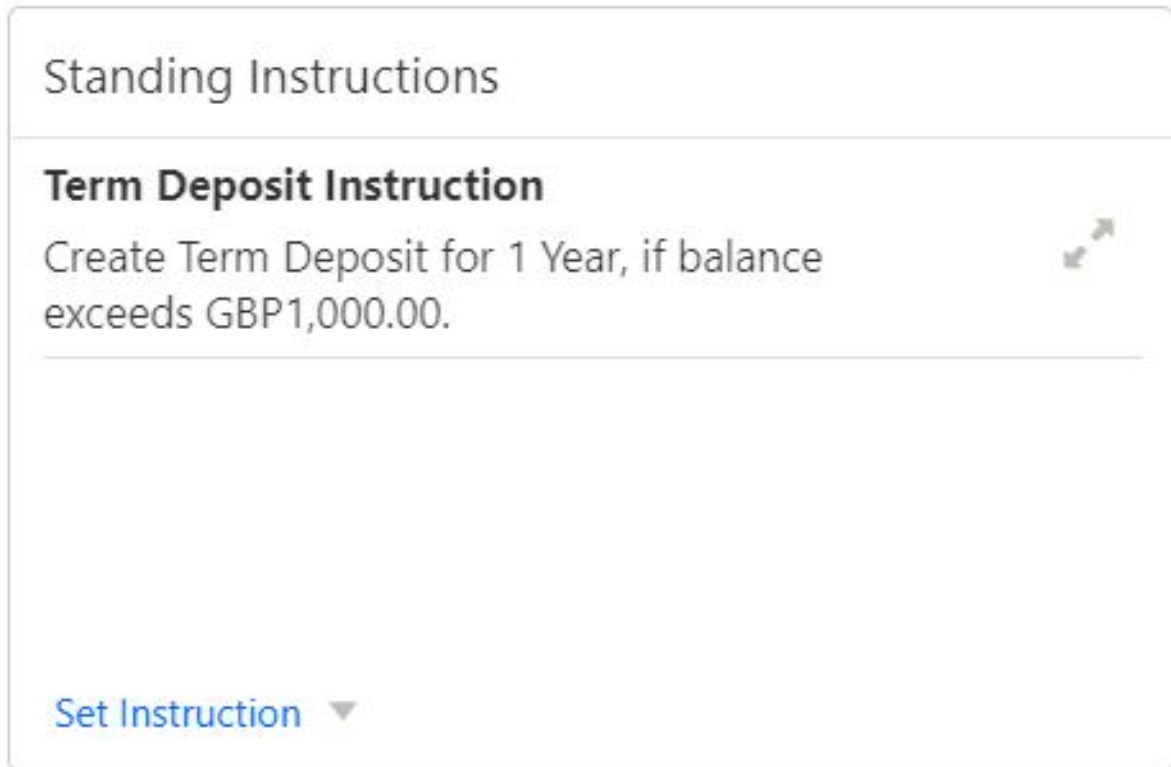 Standing Instructions
Term Deposit Instruction
Create Term Deposit for 1 Year, if balance
exceeds GBP1,000.00.
Set Instruction